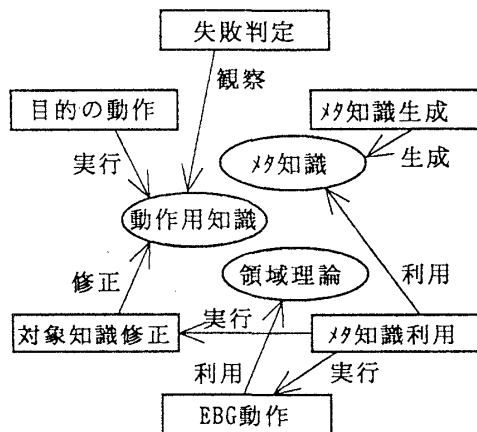 失敗判定
観察
目的の動作
メタ知識生成
実行
メタ知識
生成
動作用知識
領域理論
修正
利用
対象知識修正
実行
メタ知識利用
利用
実行
EBG動作